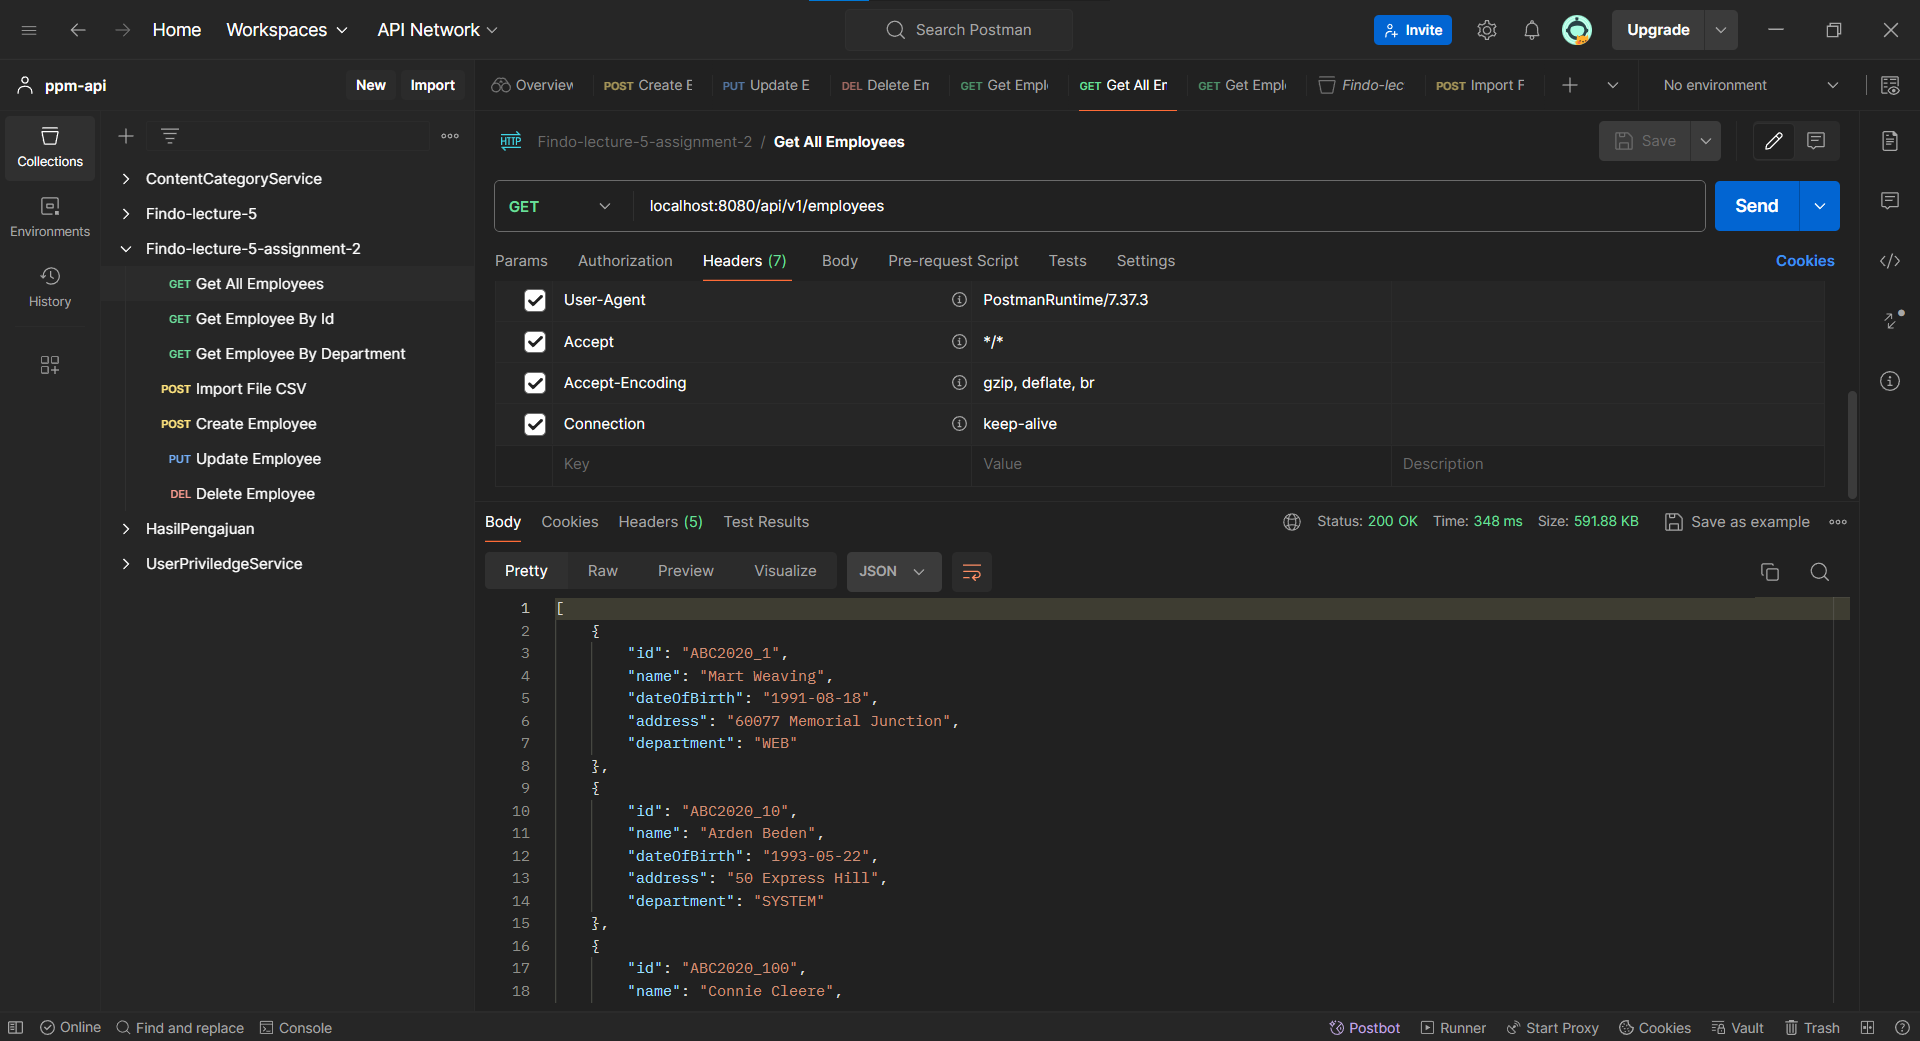 Home Workspaces API Network Search Postman Invite Upgrade
ppm-api New Import Overview POST Create E PUT Update E DEL Delete Em GET Get Empl GET Get All Er GET Get Empl Findo-lec POST Import F No environment
Collections
Environments
History
ContentCategoryService
Findo-lecture-5
Findo-lecture-5-assignment-2
GET Get All Employees
GET Get Employee By Id
GET Get Employee By Department
POST Import File CSV
POST Create Employee
PUT Update Employee
DEL Delete Employee
HasilPengajuan
UserPriviledgeService
HTTP Findo-lecture-5-assignment-2 / Get All Employees Save
GET localhost:8080/api/v1/employees Send
Params Authorization Headers (7) Body Pre-request Script Tests Settings Cookies
User-Agent PostmanRuntime/7.37.3
Accept */*
Accept-Encoding gzip, deflate, br
Connection keep-alive
Key Value Description
Body Cookies Headers (5) Test Results Status: 200 OK Time: 348 ms Size: 591.88 KB Save as example
Pretty Raw Preview Visualize JSON
1 [
2 {
3 "id": "ABC2020_1",
4 "name": "Mart Weaving",
5 "dateOfBirth": "1991-08-18",
6 "address": "60077 Memorial Junction",
7 "department": "WEB"
8 },
9 {
10 "id": "ABC2020_10",
11 "name": "Arden Beden",
12 "dateOfBirth": "1993-05-22",
13 "address": "50 Express Hill",
14 "department": "SYSTEM"
15 },
16 {
17 "id": "ABC2020_100",
18 "name": "Connie Cleere",
Online Find and replace Console Postbot Runner Start Proxy Cookies Vault Trash